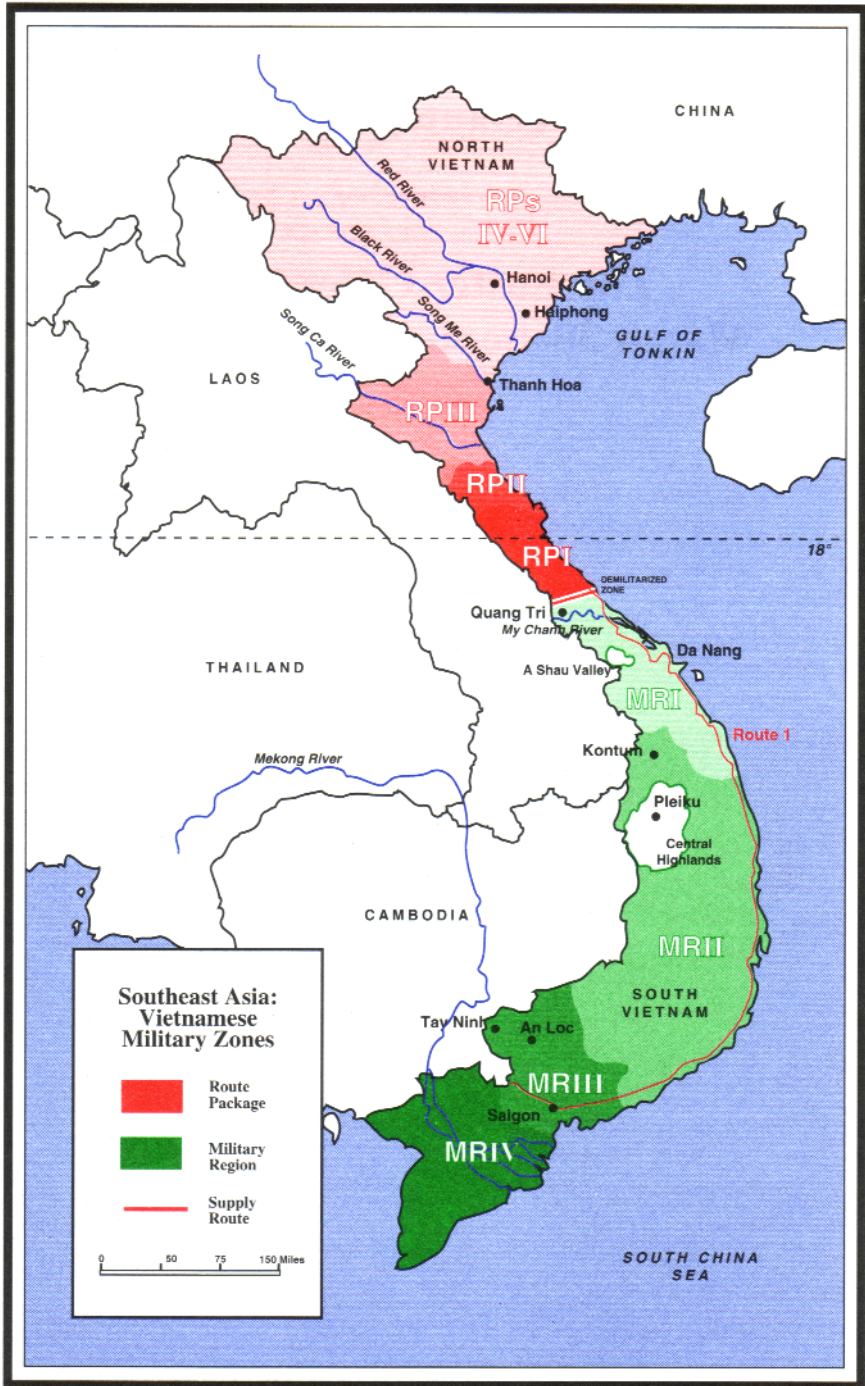 CHINA
NORTH
VIETNAM
Red River
RPs
IV-VI
Black River
Hanoi
Haiphong
Song Me River
Song Ca River
GULF OF
TONKIN
LAOS
Thanh Hoa
RPIII
RPII
18°
RPI
DEMILITARIZED
ZONE
Quang Tri
My Chanh River
Da Nang
THAILAND
A Shau Valley
MRI
Route 1
Kontum
Mekong River
Pleiku
Central
Highlands
CAMBODIA
MRII
SOUTH
VIETNAM
Tay Ninh
An Loc
MRIII
Saigon
MRIV
Southeast Asia:
Vietnamese
Military Zones
Route
Package
Military
Region
Supply
Route
0 50 75 150 Miles
SOUTH CHINA
SEA